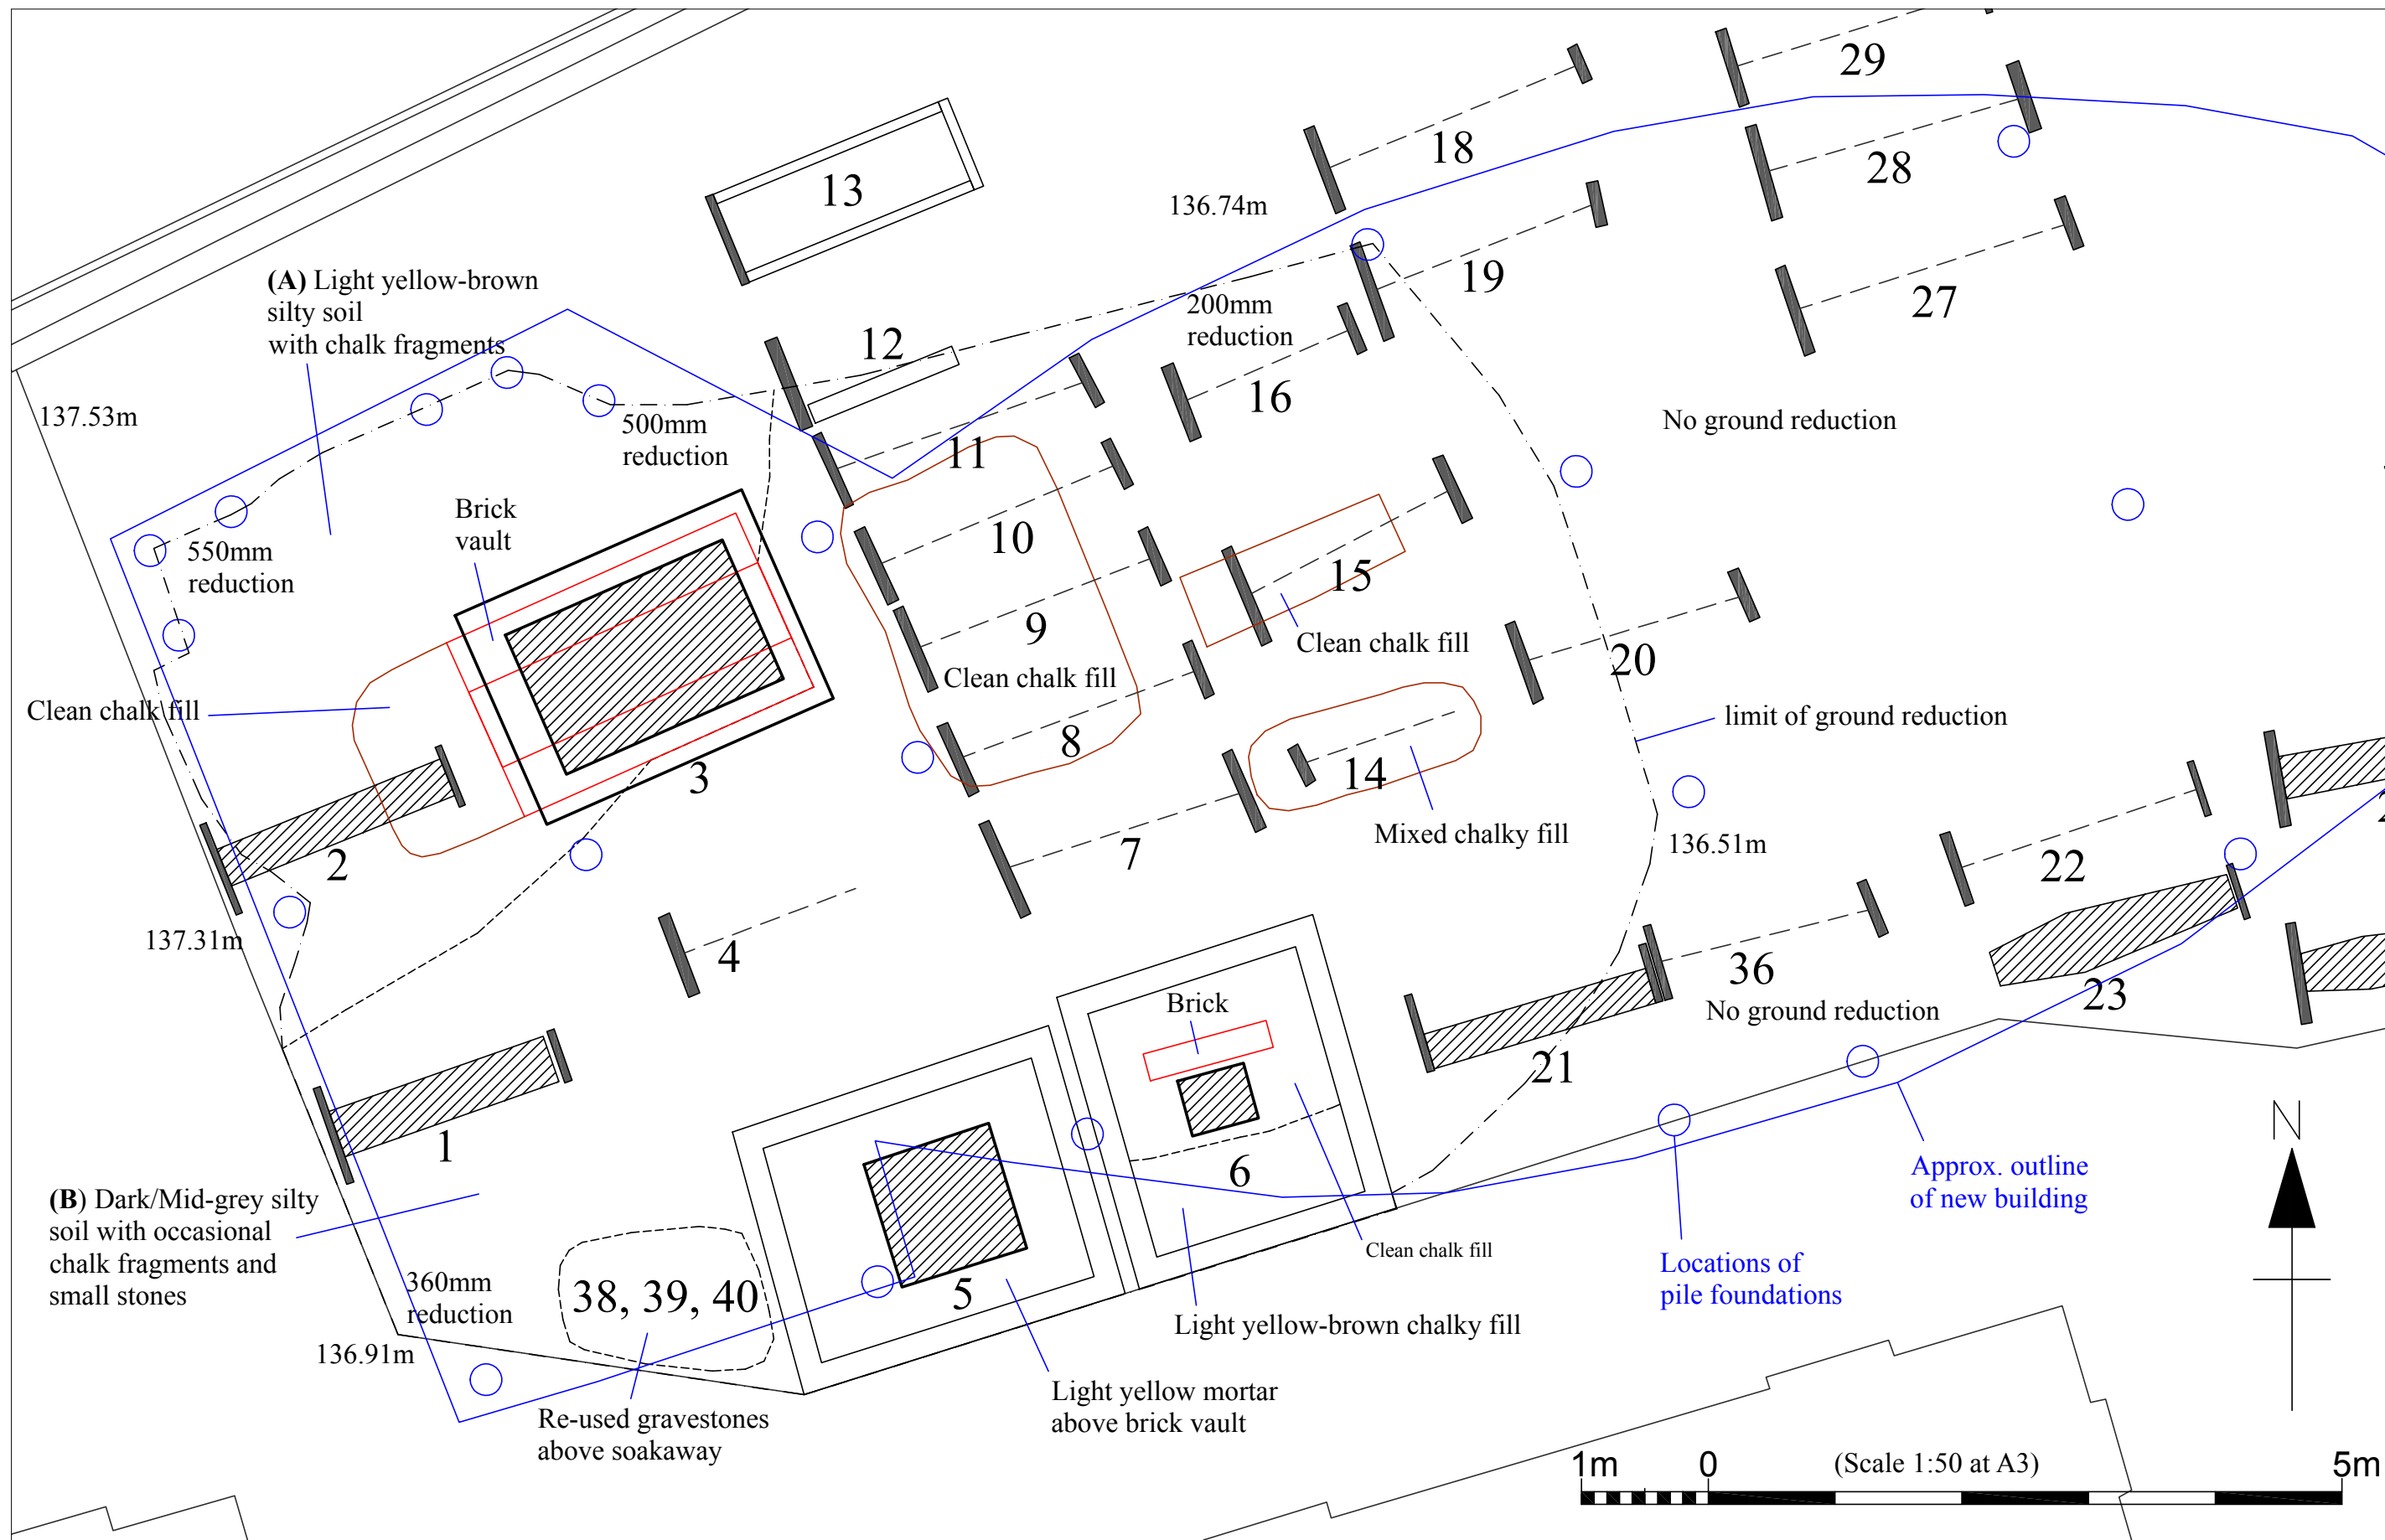 29
18
28
13
136.74m
(A) Light yellow-brown
silty soil
with chalk fragments
19
27
200mm
reduction
12
137.53m
16
No ground reduction
500mm
reduction
11
Brick
vault
10
550mm
reduction
15
9
Clean chalk fill
20
Clean chalk fill
Clean chalk fill
limit of ground reduction
8
3
14
Mixed chalky fill
136.51m
7
2
22
137.31m
4
36
23
Brick
No ground reduction
21
1
6
(B) Dark/Mid-grey silty
soil with occasional
chalk fragments and
small stones
Approx. outline
of new building
Clean chalk fill
Locations of
pile foundations
360mm
reduction
38, 39, 40
5
Light yellow-brown chalky fill
136.91m
Light yellow mortar
above brick vault
Re-used gravestones
above soakaway
N
1m 0 (Scale 1:50 at A3) 5m